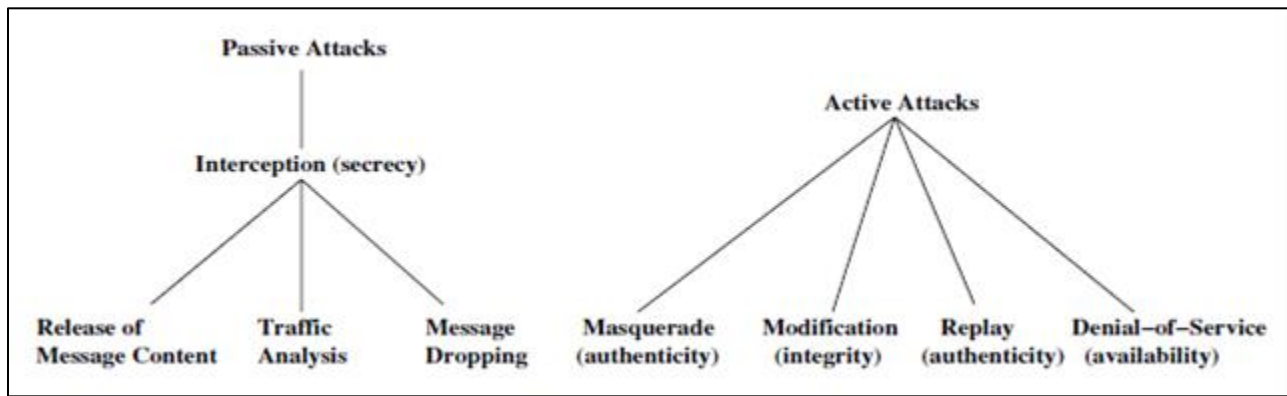 Passive Attacks
Active Attacks
Interception (secrecy)
Release of
Message Content
Traffic
Analysis
Message
Dropping
Masquerade
(authenticity)
Modification
(integrity)
Replay
(authenticity)
Denial−of−Service
(availability)